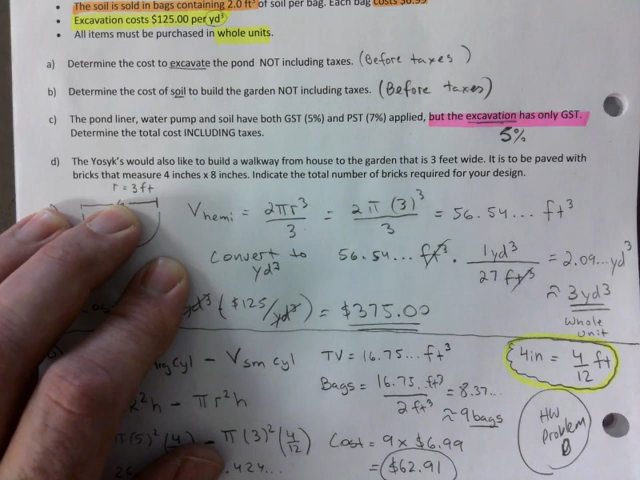 • The soil is sold in bags containing 2.0 ft³ of soil per bag. Each bag costs $6.99
• Excavation costs $125.00 per yd³
• All items must be purchased in whole units.
a) Determine the cost to excavate the pond NOT including taxes. (Before taxes)
b) Determine the cost of soil to build the garden NOT including taxes. (Before taxes)
c) The pond liner, water pump and soil have both GST (5%) and PST (7%) applied, but the excavation has only GST.
Determine the total cost INCLUDING taxes. 5%
d) The Yosyk's would also like to build a walkway from house to the garden that is 3 feet wide. It is to be paved with
bricks that measure 4 inches x 8 inches. Indicate the total number of bricks required for your design.
r = 3 ft
Vhemi = 2πr³/3 = 2π(3)³/3 = 56.54... ft³
Convert to yd³ 56.54... ft³ · 1yd³/27 ft³ = 2.09... yd³
≈ 3yd³
whole unit
yd³ ($125/yd³) = $375.00
cyl - Vsm cyl TV = 16.75... ft³
4in = 4/12 ft
Bags = 16.75.. ft³/2 ft³ = 8.37...
≈ 9 bags
²h - πr²h
HW Problem D
π(5)²(4/ - π(3)²(4/12) Cost = 9 x $6.99
.424... = $62.91